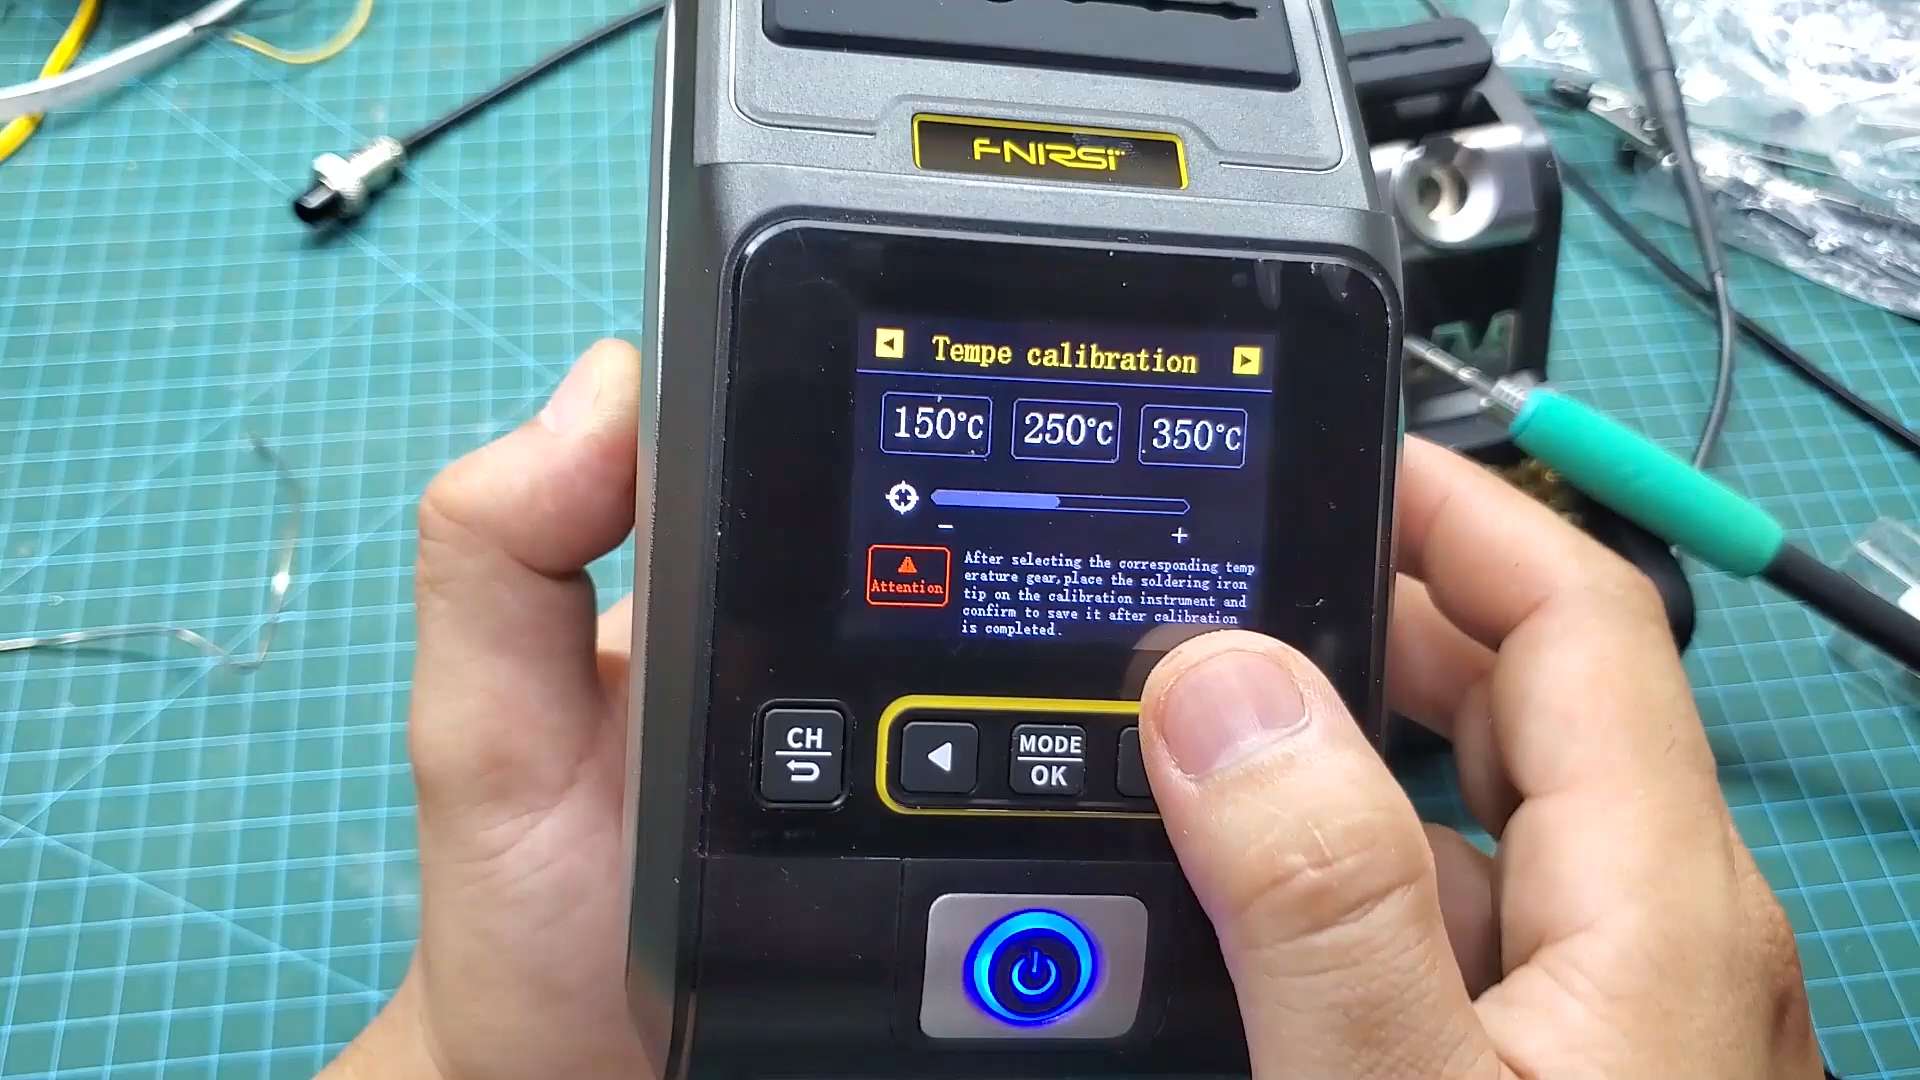 FNIRSI
Tempe calibration
150°C 250°C 350°C
− +
Attention
After selecting the corresponding temp
erature gear,place the soldering iron
tip on the calibration instrument and
confirm to save it after calibration
is completed.
CH
MODE
OK